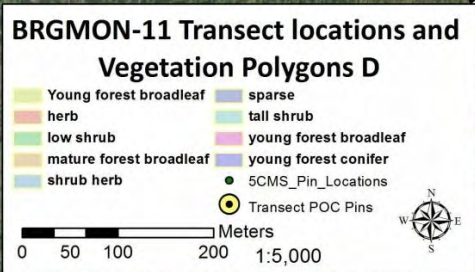 BRGMON-11 Transect locations and
Vegetation Polygons D
Young forest broadleaf
herb
low shrub
mature forest broadleaf
shrub herb
sparse
tall shrub
young forest broadleaf
young forest conifer
5CMS_Pin_Locations
Transect POC Pins
N
W E
S
Meters
0 50 100 200
1:5,000